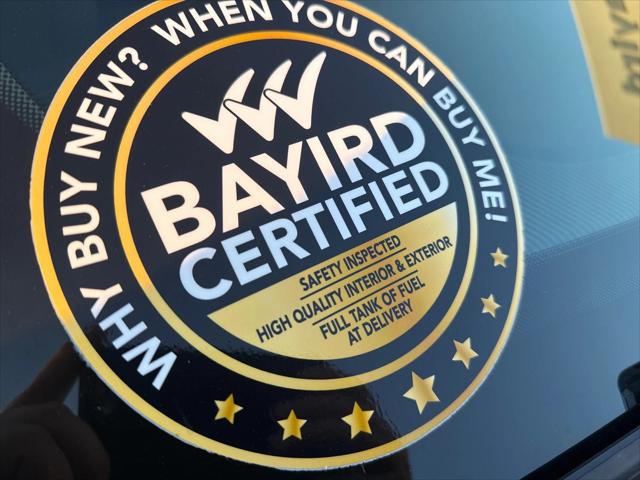 WHY BUY NEW? WHEN YOU CAN BUY ME!
BAYIRD
CERTIFIED
SAFETY INSPECTED
HIGH QUALITY INTERIOR & EXTERIOR
FULL TANK OF FUEL
AT DELIVERY